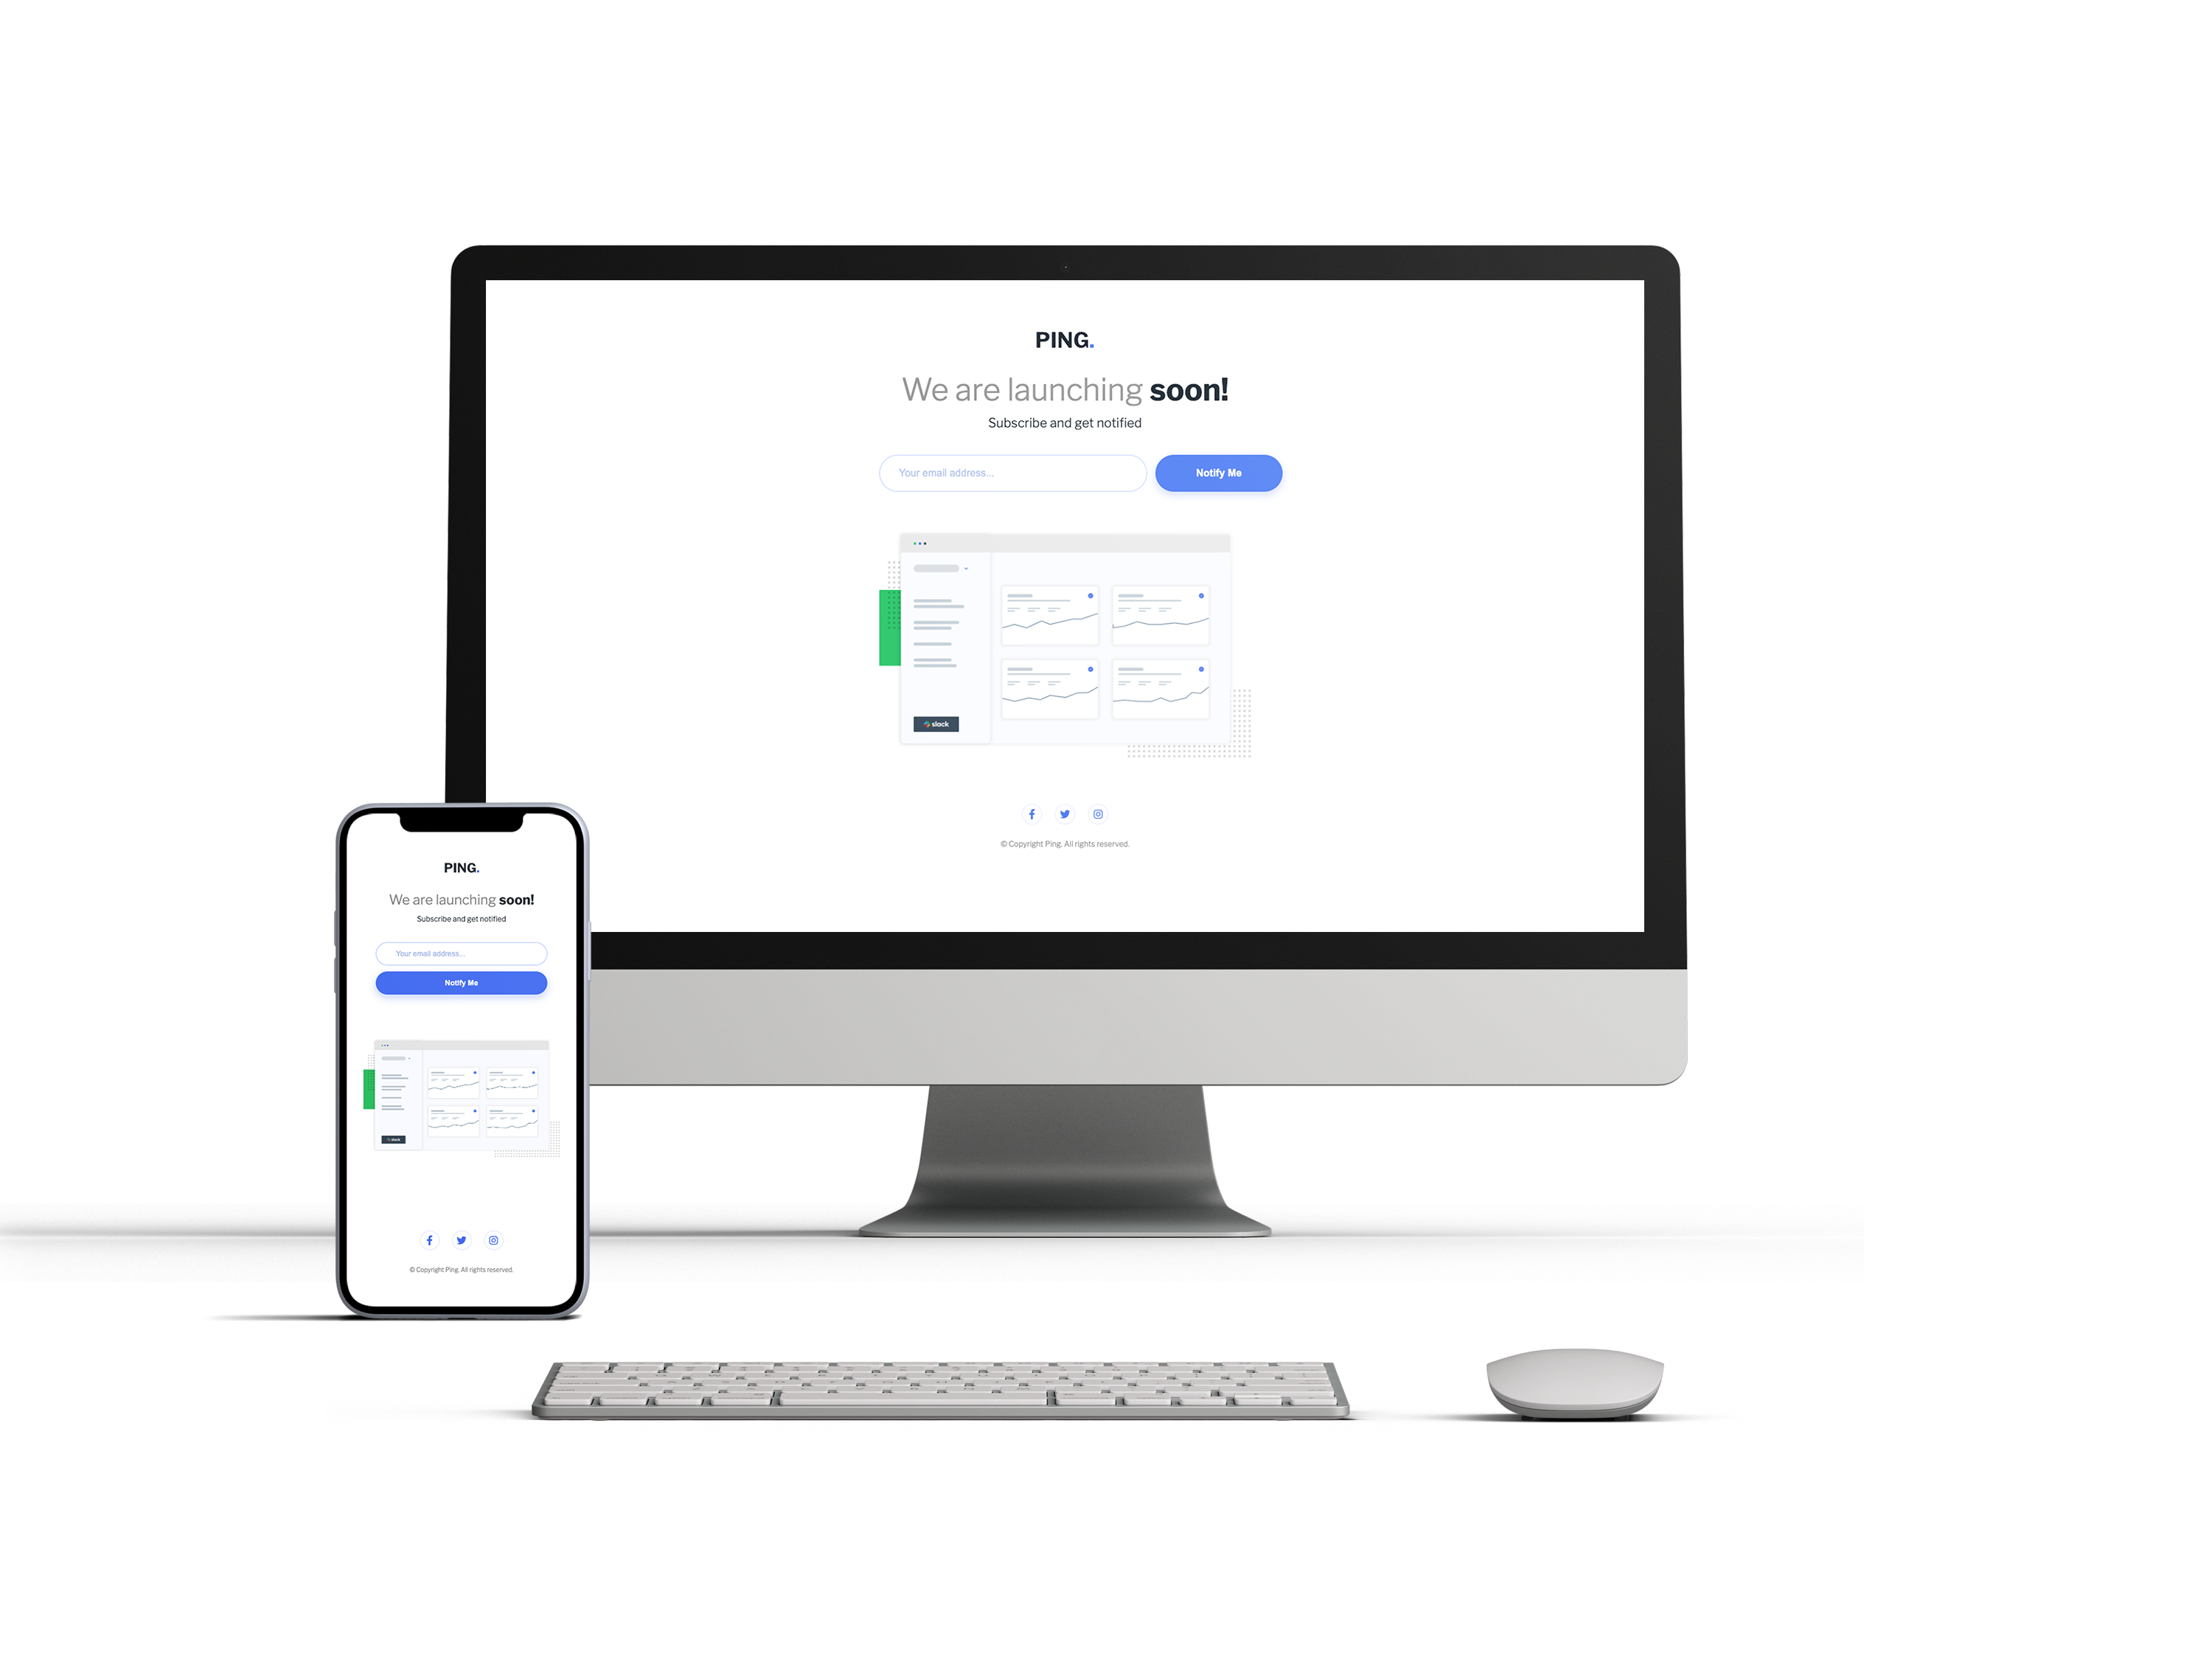 PING.
We are launching soon!
Subscribe and get notified
Your email address...
Notify Me
slack
© Copyright Ping. All rights reserved.
PING.
We are launching soon!
Subscribe and get notified
Your email address...
Notify Me
slack
© Copyright Ping. All rights reserved.